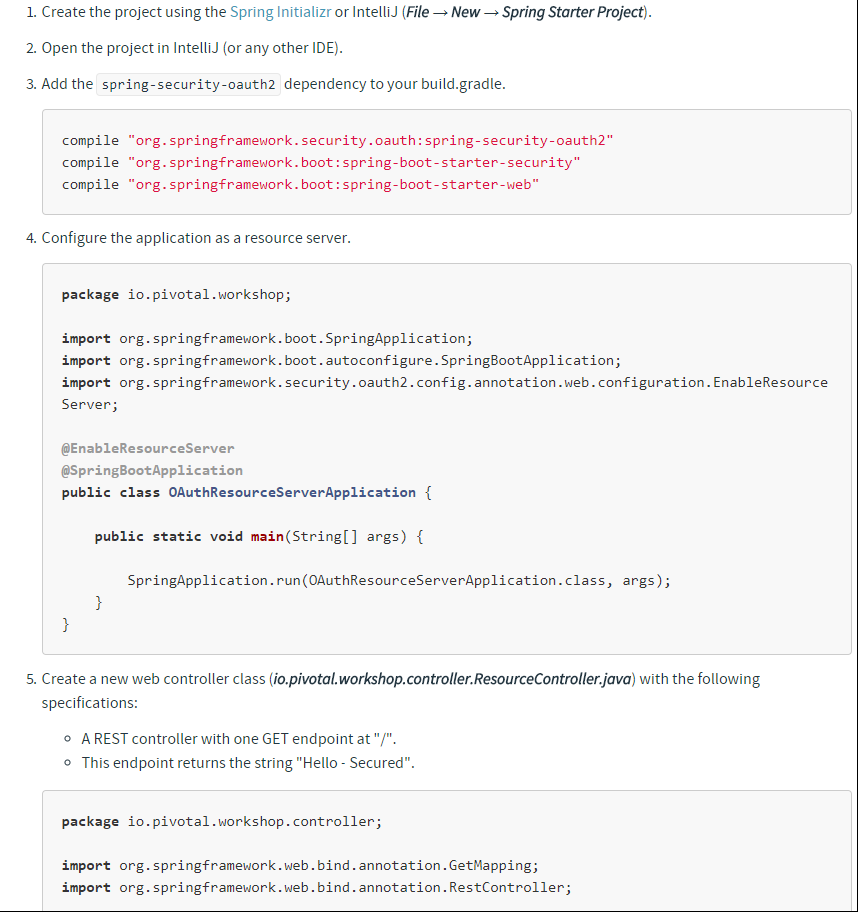 1. Create the project using the Spring Initializr or IntelliJ (File → New → Spring Starter Project).
2. Open the project in IntelliJ (or any other IDE).
3. Add the spring-security-oauth2 dependency to your build.gradle.
compile "org.springframework.security.oauth:spring-security-oauth2"
compile "org.springframework.boot:spring-boot-starter-security"
compile "org.springframework.boot:spring-boot-starter-web"
4. Configure the application as a resource server.
package io.pivotal.workshop;
import org.springframework.boot.SpringApplication;
import org.springframework.boot.autoconfigure.SpringBootApplication;
import org.springframework.security.oauth2.config.annotation.web.configuration.EnableResource
Server;
@EnableResourceServer
@SpringBootApplication
public class OAuthResourceServerApplication {
public static void main(String[] args) {
SpringApplication.run(OAuthResourceServerApplication.class, args);
}
}
5. Create a new web controller class (io.pivotal.workshop.controller.ResourceController.java) with the following
specifications:
○ A REST controller with one GET endpoint at "/".
○ This endpoint returns the string "Hello - Secured".
package io.pivotal.workshop.controller;
import org.springframework.web.bind.annotation.GetMapping;
import org.springframework.web.bind.annotation.RestController;